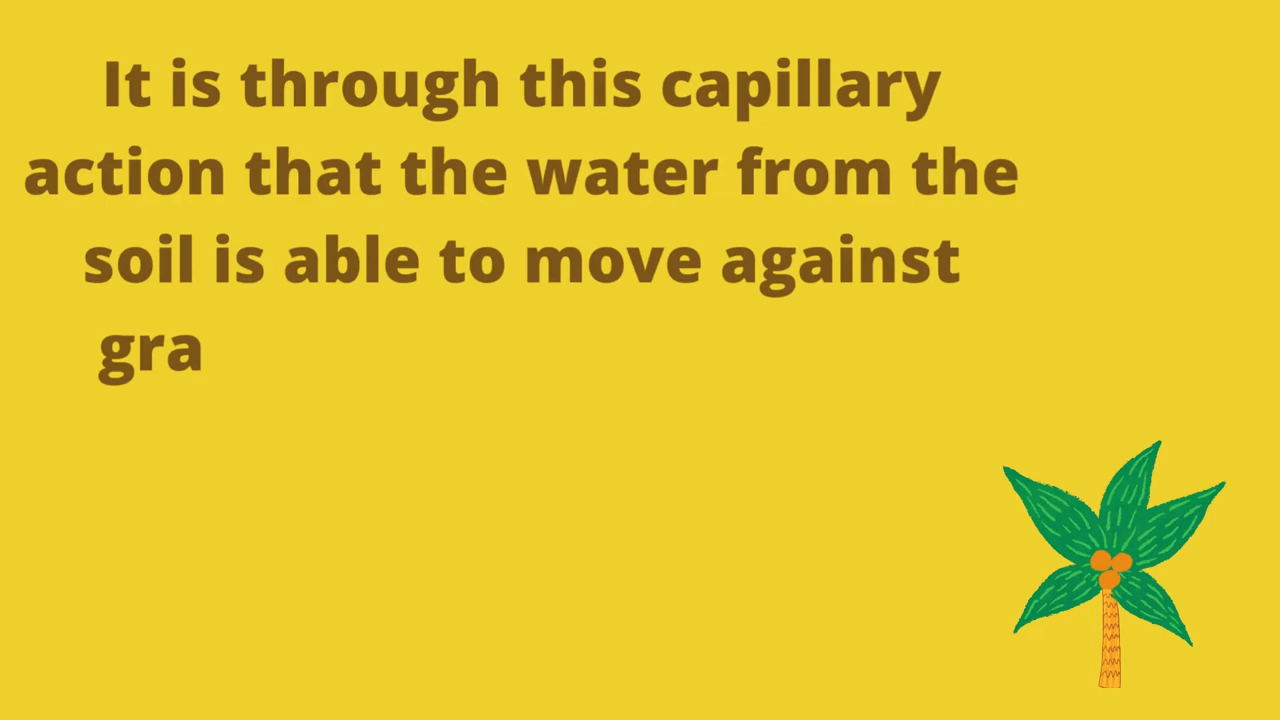 It is through this capillary
action that the water from the
soil is able to move against
gra